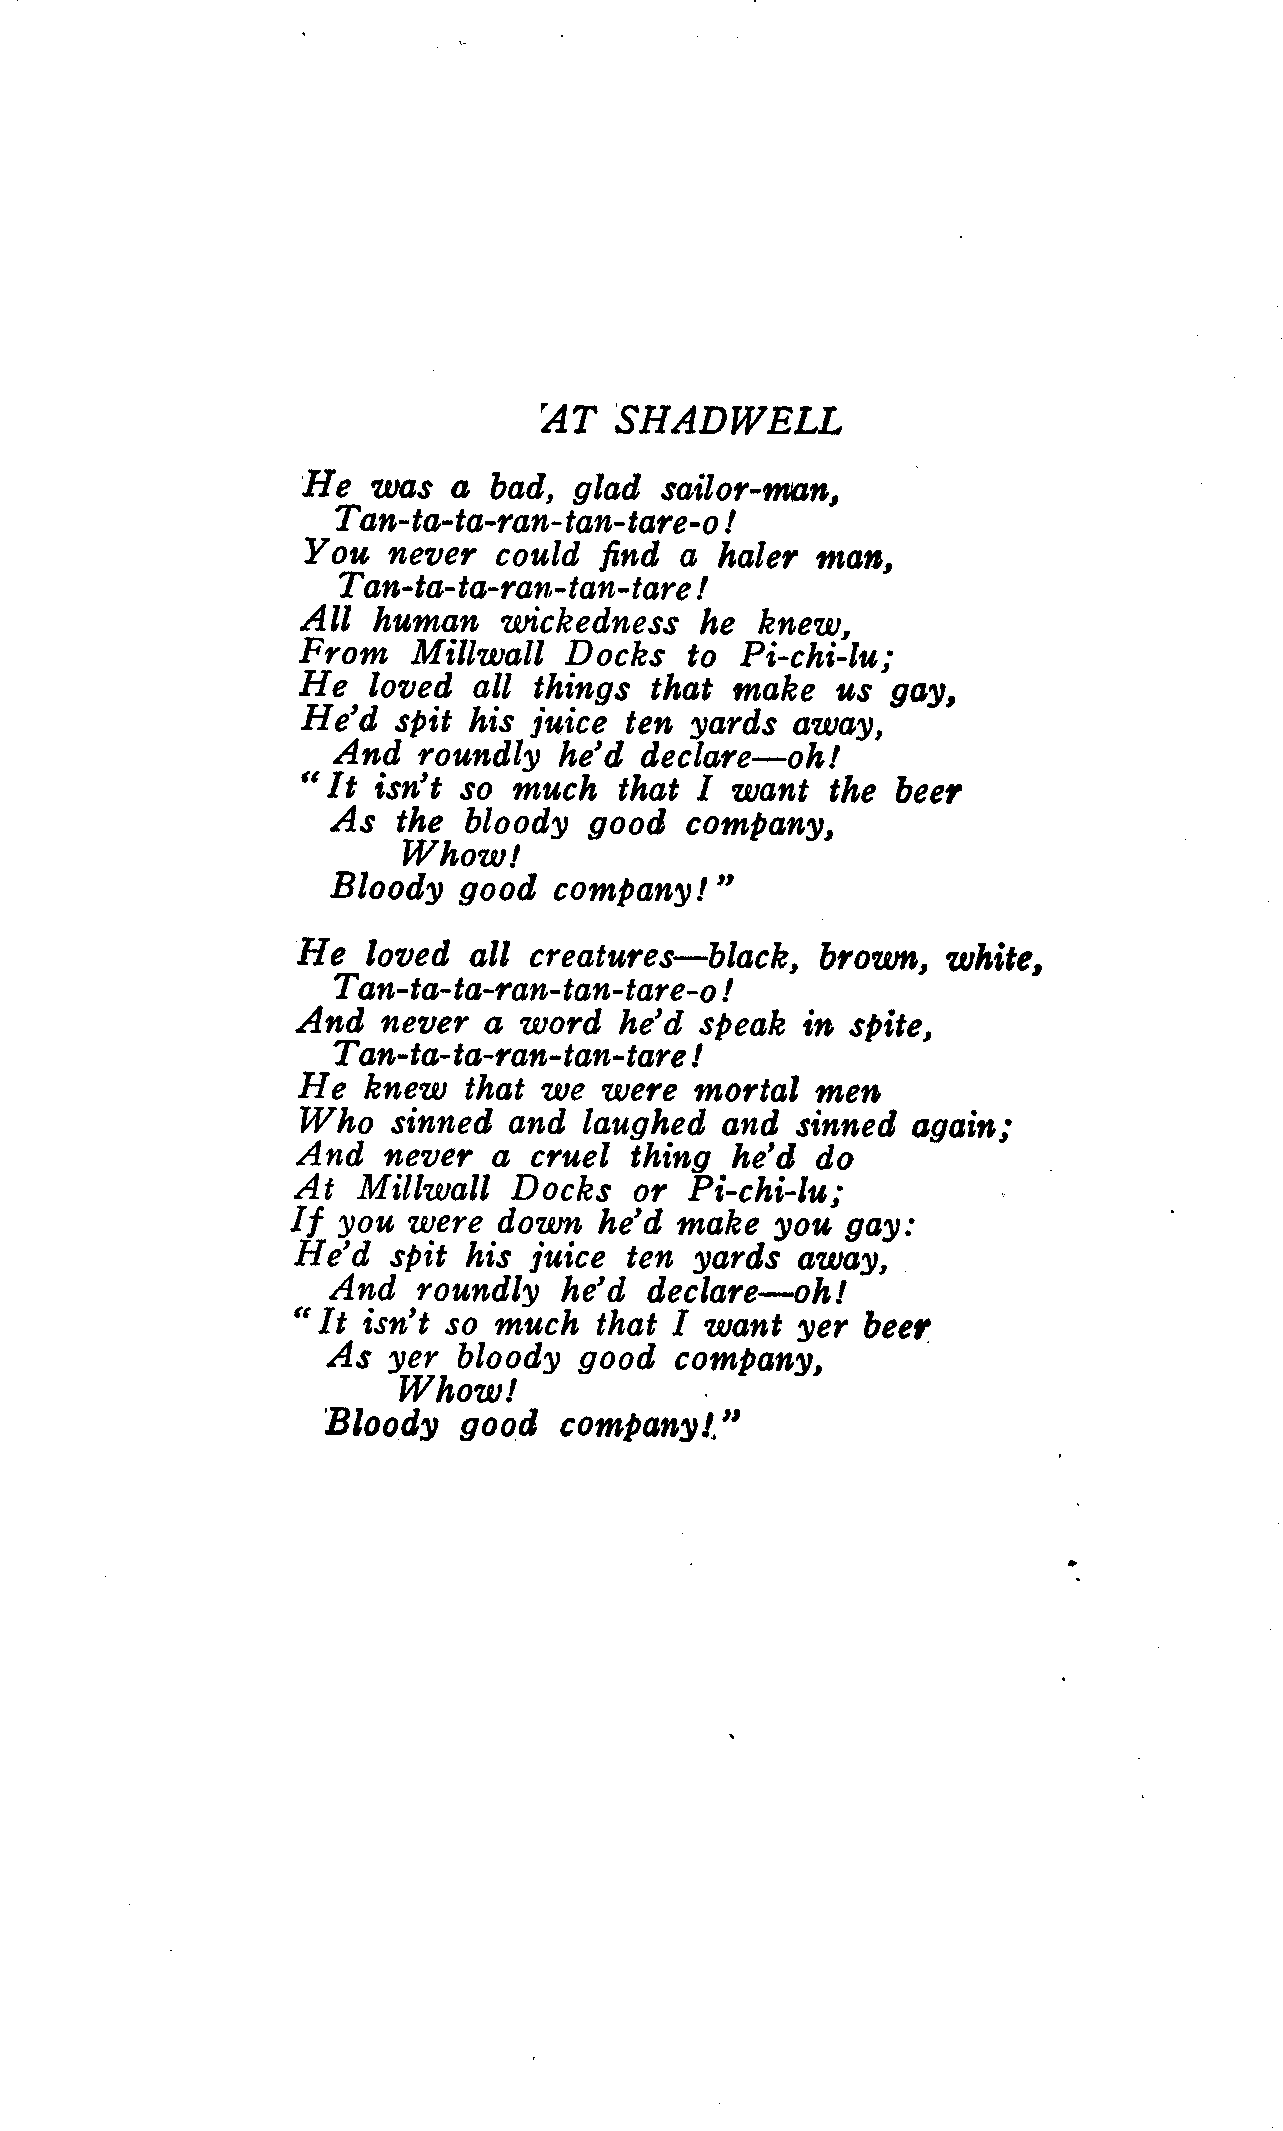 AT SHADWELL
He was a bad, glad sailor-man,
Tan-ta-ta-ran-tan-tare-o!
You never could find a haler man,
Tan-ta-ta-ran-tan-tare!
All human wickedness he knew,
From Millwall Docks to Pi-chi-lu;
He loved all things that make us gay,
He'd spit his juice ten yards away,
And roundly he'd declare—oh!
"It isn't so much that I want the beer
As the bloody good company,
Whow!
Bloody good company!"
He loved all creatures—black, brown, white,
Tan-ta-ta-ran-tan-tare-o!
And never a word he'd speak in spite,
Tan-ta-ta-ran-tan-tare!
He knew that we were mortal men
Who sinned and laughed and sinned again;
And never a cruel thing he'd do
At Millwall Docks or Pi-chi-lu;
If you were down he'd make you gay:
He'd spit his juice ten yards away,
And roundly he'd declare—oh!
"It isn't so much that I want yer beer
As yer bloody good company,
Whow!
Bloody good company!"